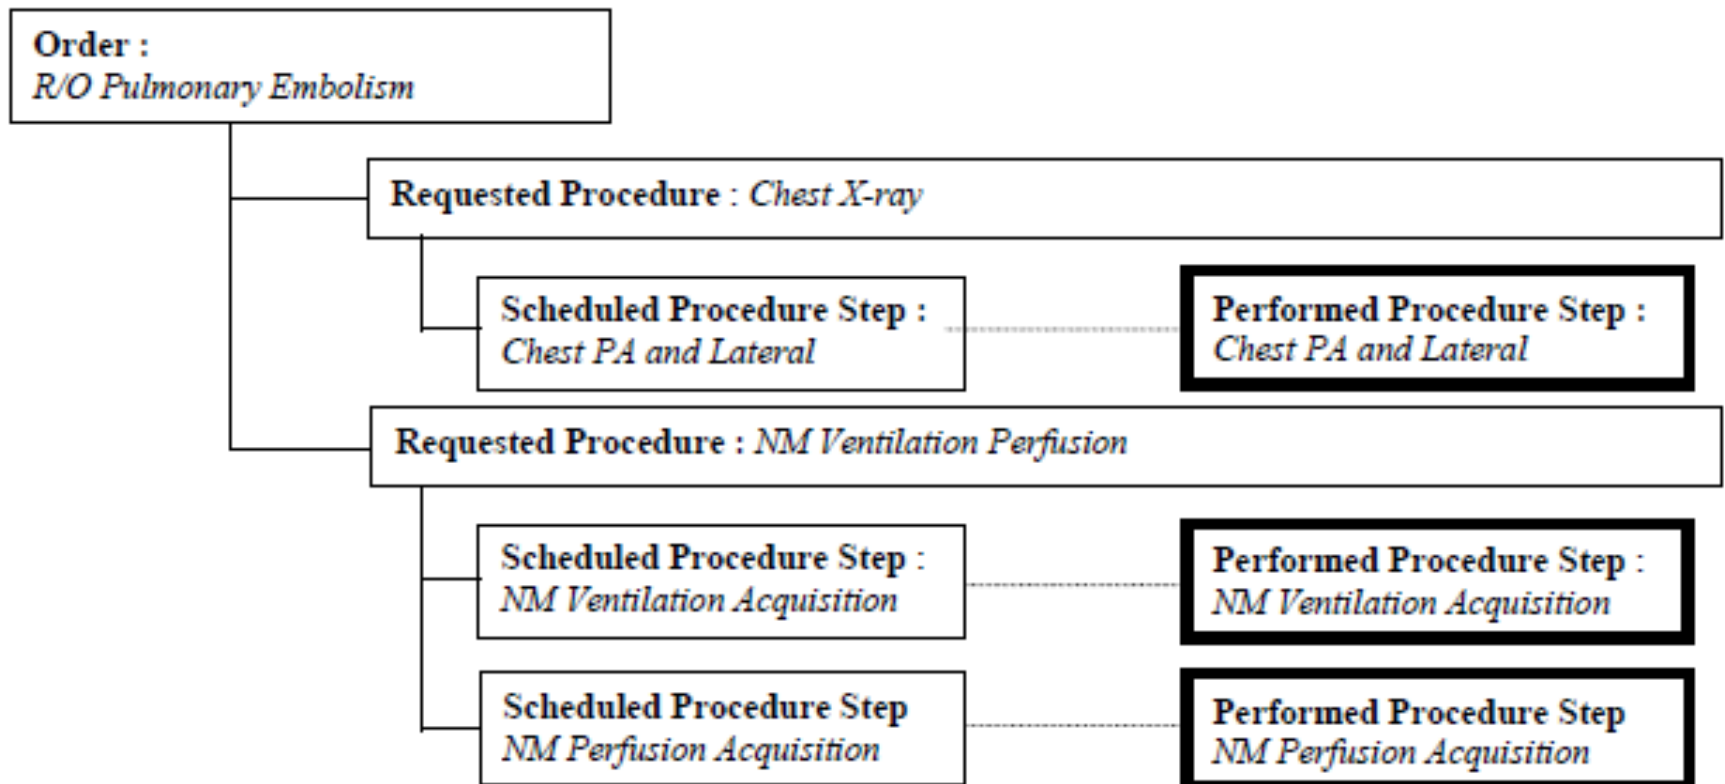 Order :
R/O Pulmonary Embolism
Requested Procedure : Chest X-ray
Scheduled Procedure Step :
Chest PA and Lateral
Performed Procedure Step :
Chest PA and Lateral
Requested Procedure : NM Ventilation Perfusion
Scheduled Procedure Step :
NM Ventilation Acquisition
Performed Procedure Step :
NM Ventilation Acquisition
Scheduled Procedure Step
NM Perfusion Acquisition
Performed Procedure Step
NM Perfusion Acquisition